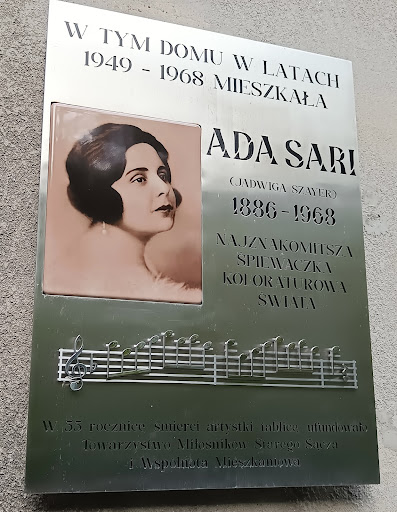 W TYM DOMU W LATACH
1949 - 1968 MIESZKAŁA
ADA SARI
(JADWIGA SZAYER)
1886 - 1968
NAJZNAKOMITSZA
ŚPIEWACZKA
KOLORATUROWA
ŚWIATA
W 55 rocznicę śmierci artystki tablicę ufundowało
Towarzystwo Miłośników Starego Sącza
i Wspólnota Mieszkaniowa